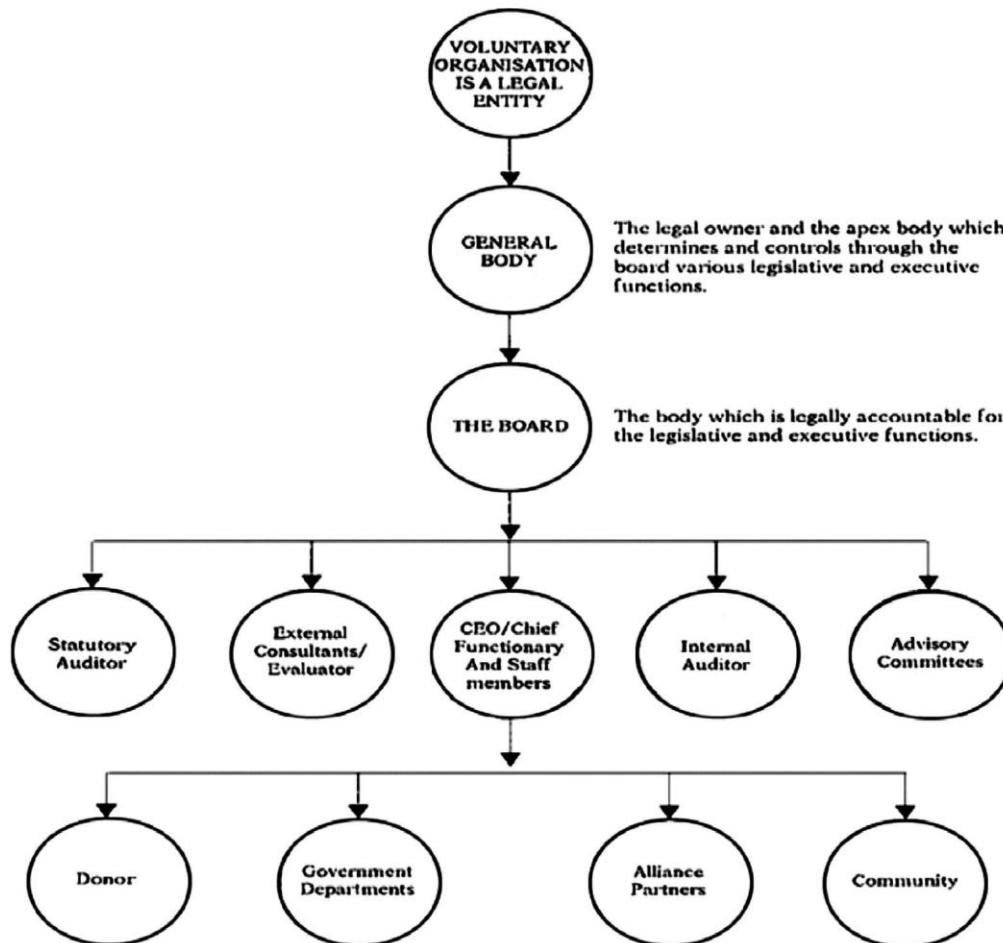 VOLUNTARY
ORGANISATION
IS A LEGAL
ENTITY
GENERAL
BODY
The legal owner and the apex body which
determines and controls through the
board various legislative and executive
functions.
THE BOARD
The body which is legally accountable for
the legislative and executive functions.
Statutory
Auditor
External
Consultants/
Evaluator
CEO/Chief
Functionary
And Staff
members
Internal
Auditor
Advisory
Committees
Donor
Government
Departments
Alliance
Partners
Community